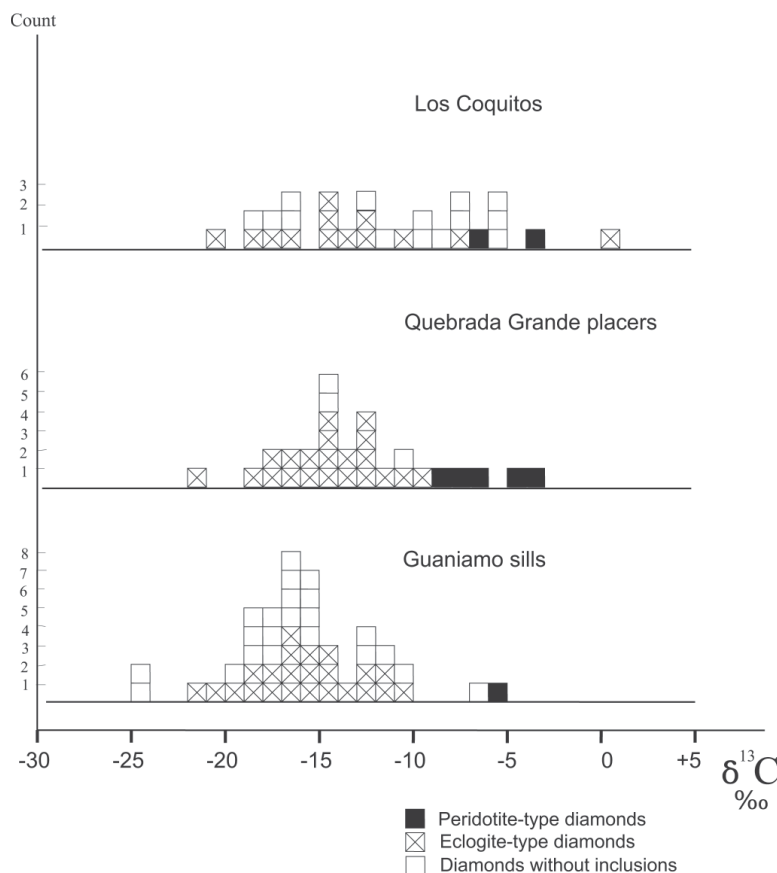 Count
Los Coquitos
3
2
1
Quebrada Grande placers
6
5
4
3
2
1
Guaniamo sills
8
7
6
5
4
3
2
1
-30 -25 -20 -15 -10 -5 0 +5 δ¹³C
‰
Peridotite-type diamonds
Eclogite-type diamonds
Diamonds without inclusions